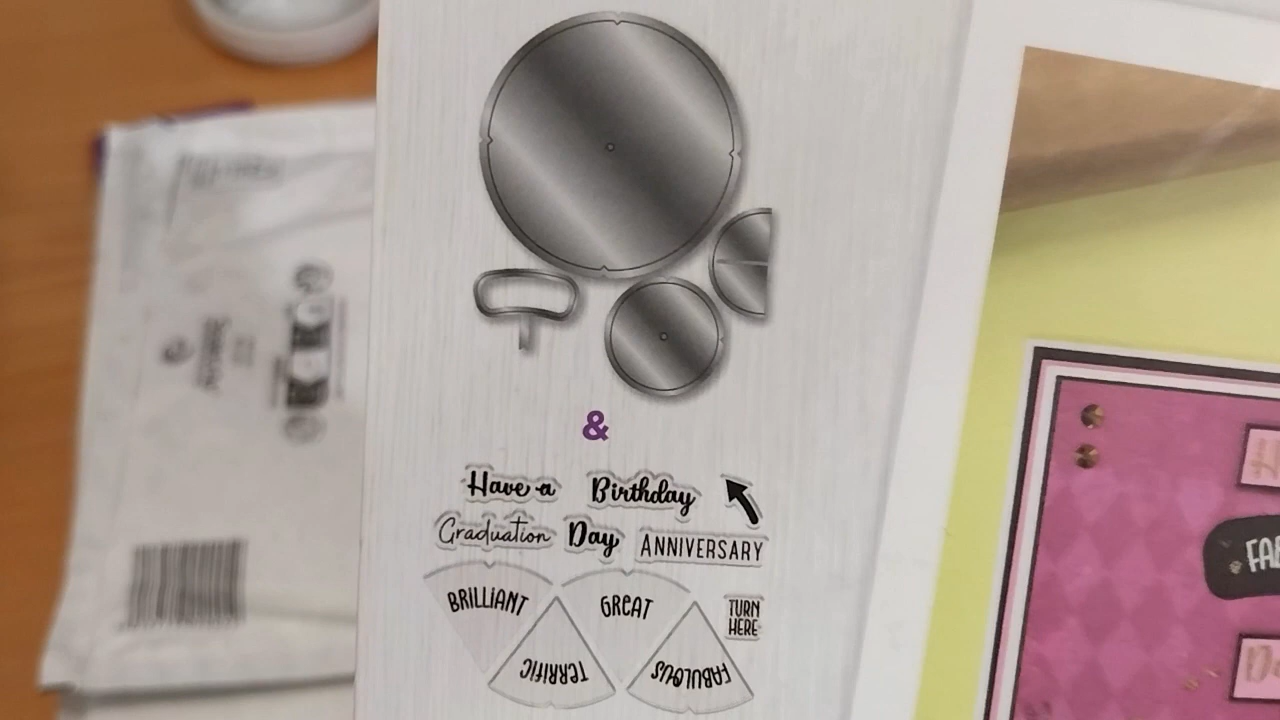 &
Have a Birthday
Graduation Day ANNIVERSARY
BRILLIANT GREAT TURN HERE
TERRIFIC FABULOUS